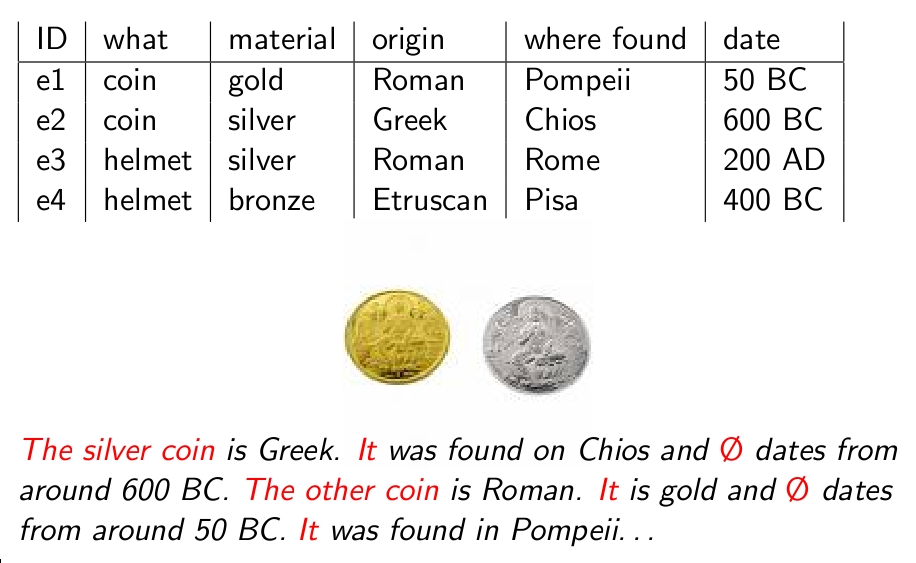 ID what material origin where found date
e1 coin gold Roman Pompeii 50 BC
e2 coin silver Greek Chios 600 BC
e3 helmet silver Roman Rome 200 AD
e4 helmet bronze Etruscan Pisa 400 BC
The silver coin is Greek. It was found on Chios and Ø dates from
around 600 BC. The other coin is Roman. It is gold and Ø dates
from around 50 BC. It was found in Pompeii...